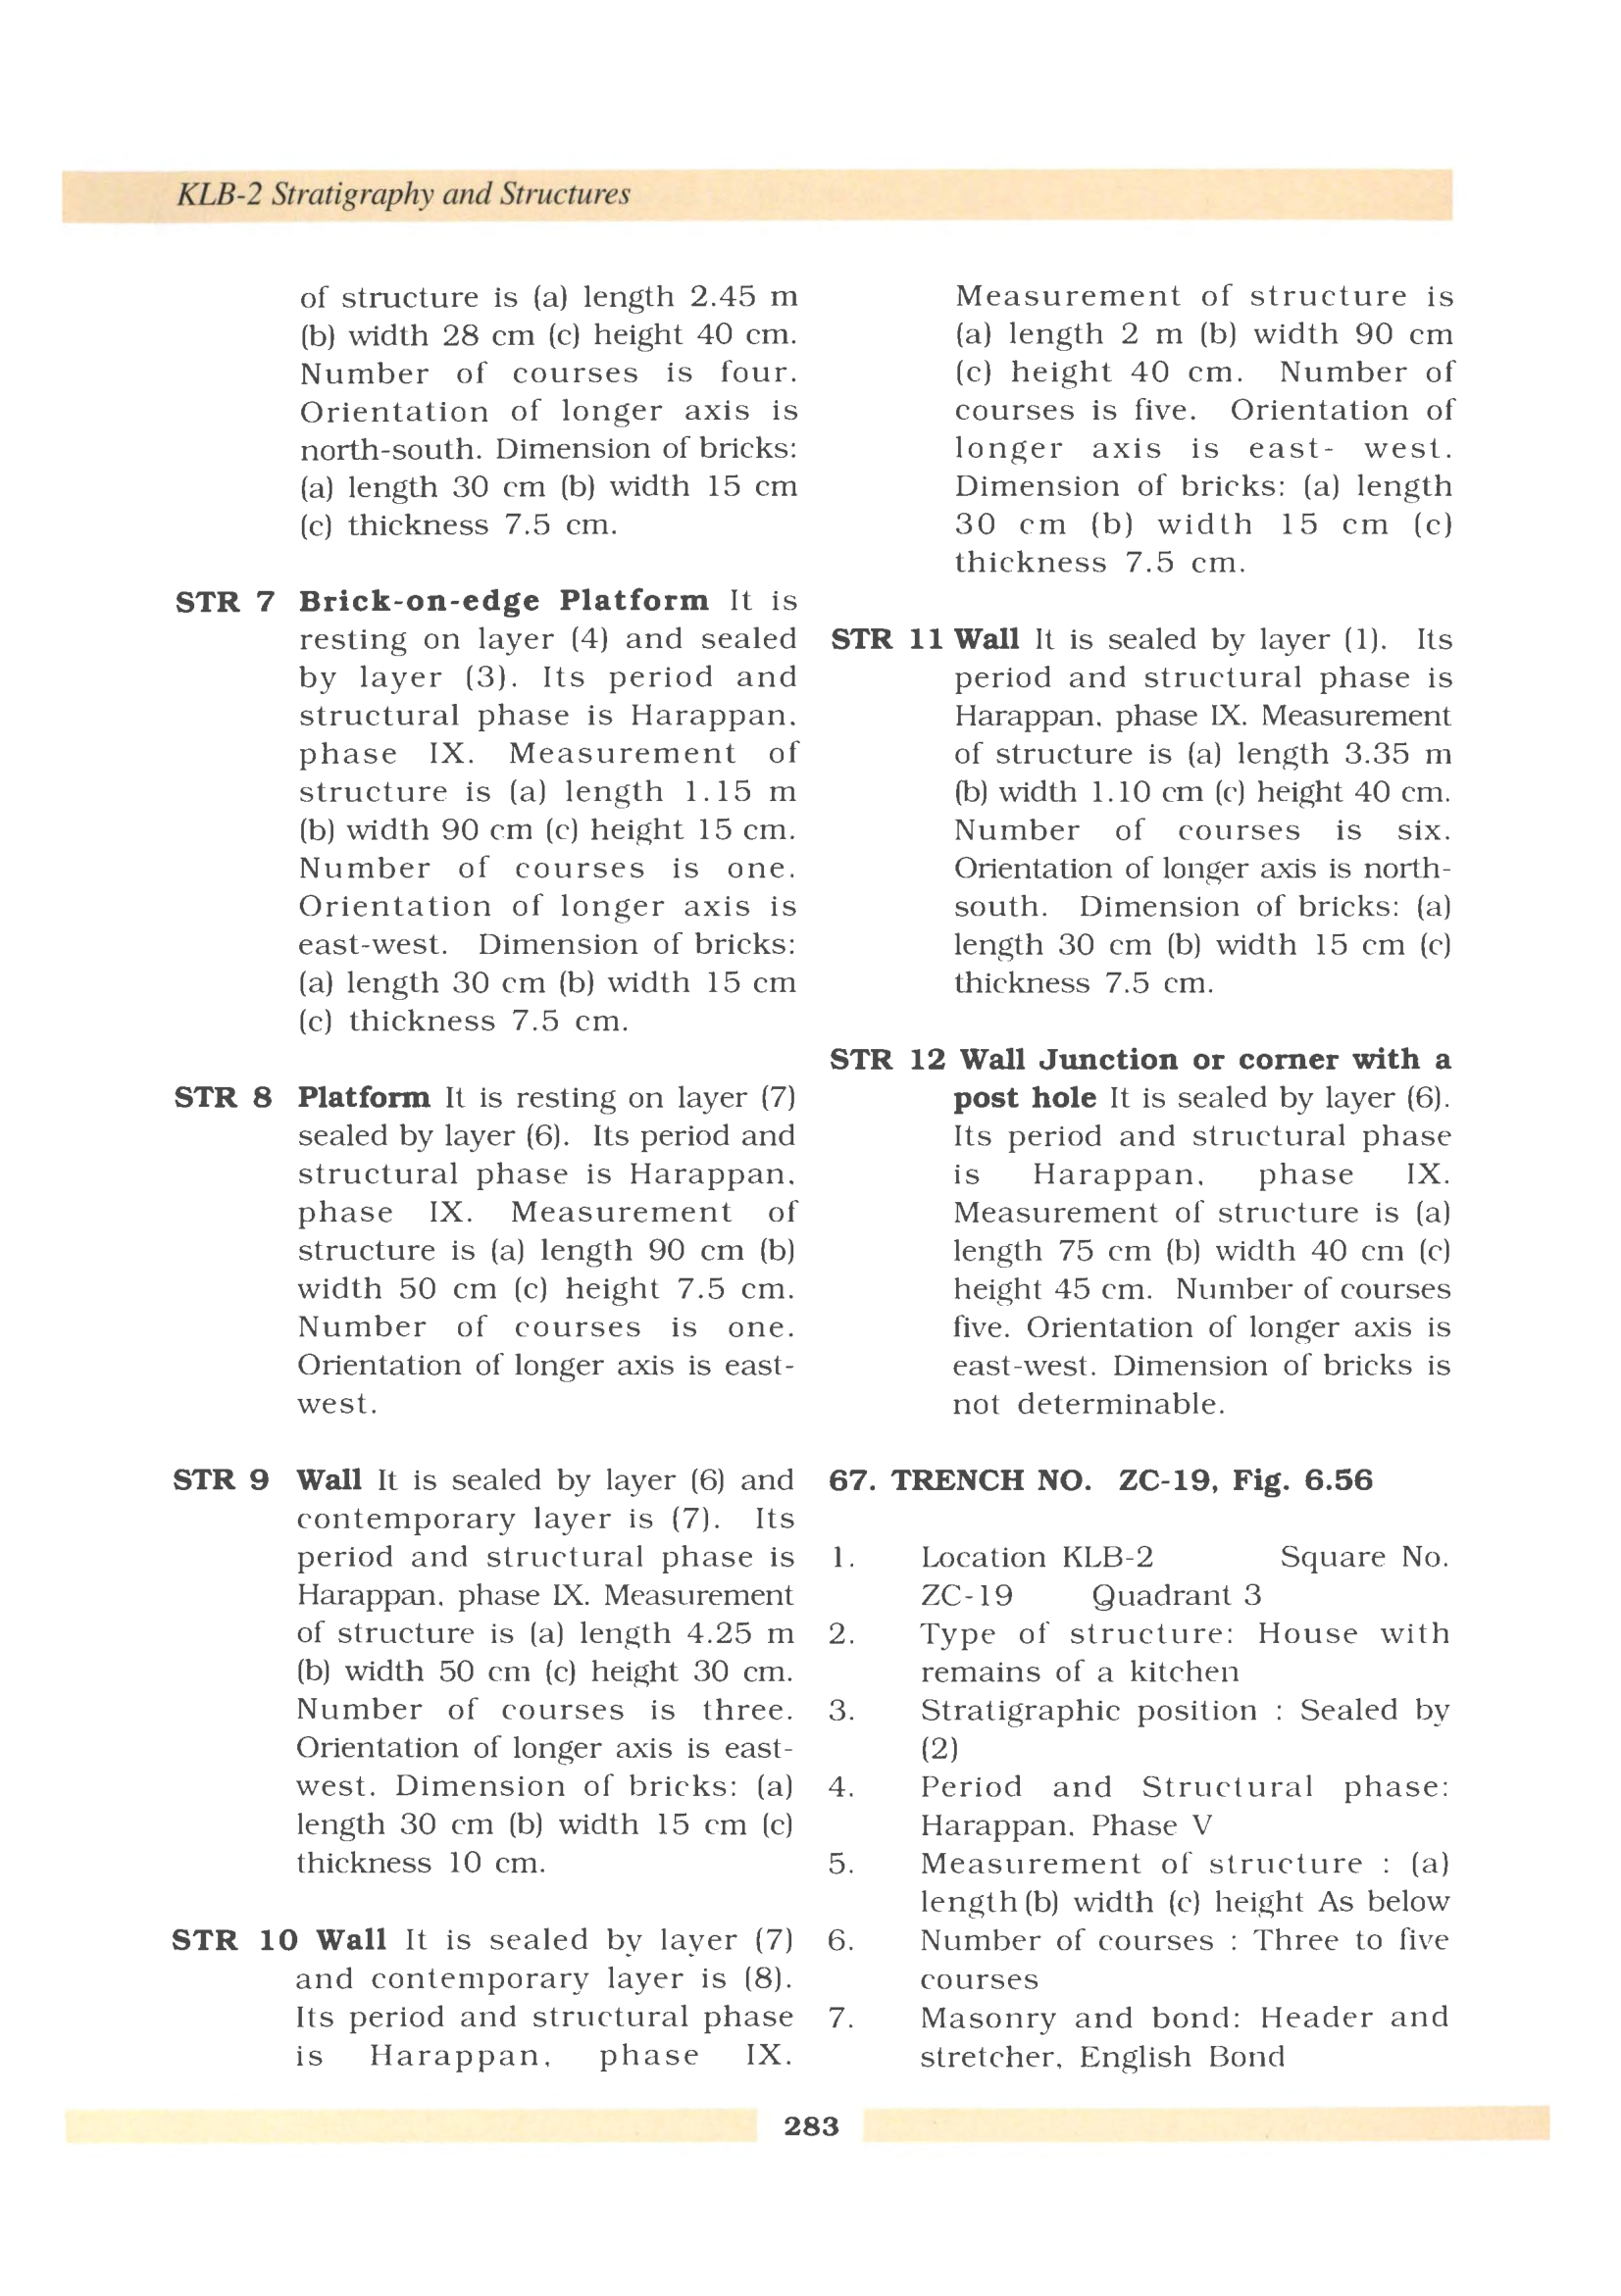 KLB-2 Stratigraphy and Structures
of structure is (a) length 2.45 m
(b) width 28 cm (c) height 40 cm.
Number of courses is four.
Orientation of longer axis is
north-south. Dimension of bricks:
(a) length 30 cm (b) width 15 cm
(c) thickness 7.5 cm.
STR 7 Brick-on-edge Platform It is
resting on layer (4) and sealed
by layer (3). Its period and
structural phase is Harappan,
phase IX. Measurement of
structure is (a) length 1.15 m
(b) width 90 cm (c) height 15 cm.
Number of courses is one.
Orientation of longer axis is
east-west. Dimension of bricks:
(a) length 30 cm (b) width 15 cm
(c) thickness 7.5 cm.
STR 8 Platform It is resting on layer (7)
sealed by layer (6). Its period and
structural phase is Harappan,
phase IX. Measurement of
structure is (a) length 90 cm (b)
width 50 cm (c) height 7.5 cm.
Number of courses is one.
Orientation of longer axis is east-
west.
STR 9 Wall It is sealed by layer (6) and
contemporary layer is (7). Its
period and structural phase is
Harappan, phase IX. Measurement
of structure is (a) length 4.25 m
(b) width 50 cm (c) height 30 cm.
Number of courses is three.
Orientation of longer axis is east-
west. Dimension of bricks: (a)
length 30 cm (b) width 15 cm (c)
thickness 10 cm.
STR 10 Wall It is sealed by layer (7)
and contemporary layer is (8).
Its period and structural phase
is Harappan, phase IX.
Measurement of structure is
(a) length 2 m (b) width 90 cm
(c) height 40 cm. Number of
courses is five. Orientation of
longer axis is east- west.
Dimension of bricks: (a) length
30 cm (b) width 15 cm (c)
thickness 7.5 cm.
STR 11 Wall It is sealed by layer (1). Its
period and structural phase is
Harappan, phase IX. Measurement
of structure is (a) length 3.35 m
(b) width 1.10 cm (c) height 40 cm.
Number of courses is six.
Orientation of longer axis is north-
south. Dimension of bricks: (a)
length 30 cm (b) width 15 cm (c)
thickness 7.5 cm.
STR 12 Wall Junction or corner with a
post hole It is sealed by layer (6).
Its period and structural phase
is Harappan, phase IX.
Measurement of structure is (a)
length 75 cm (b) width 40 cm (c)
height 45 cm. Number of courses
five. Orientation of longer axis is
east-west. Dimension of bricks is
not determinable.
67. TRENCH NO. ZC-19, Fig. 6.56
1. Location KLB-2 Square No.
ZC-19 Quadrant 3
2. Type of structure: House with
remains of a kitchen
3. Stratigraphic position : Sealed by
(2)
4. Period and Structural phase:
Harappan, Phase V
5. Measurement of structure : (a)
length (b) width (c) height As below
6. Number of courses : Three to five
courses
7. Masonry and bond: Header and
stretcher, English Bond
283